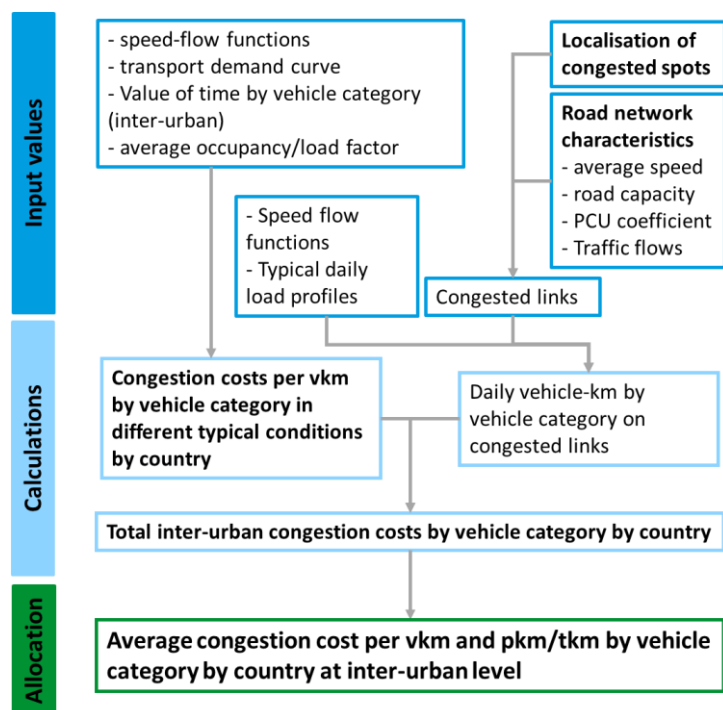 Input values
- speed-flow functions
- transport demand curve
- Value of time by vehicle category
(inter-urban)
- average occupancy/load factor
Localisation of
congested spots
Road network
characteristics
- average speed
- road capacity
- PCU coefficient
- Traffic flows
- Speed flow
functions
- Typical daily
load profiles
Congested links
Calculations
Congestion costs per vkm
by vehicle category in
different typical conditions
by country
Daily vehicle-km by
vehicle category on
congested links
Total inter-urban congestion costs by vehicle category by country
Allocation
Average congestion cost per vkm and pkm/tkm by vehicle
category by country at inter-urban level